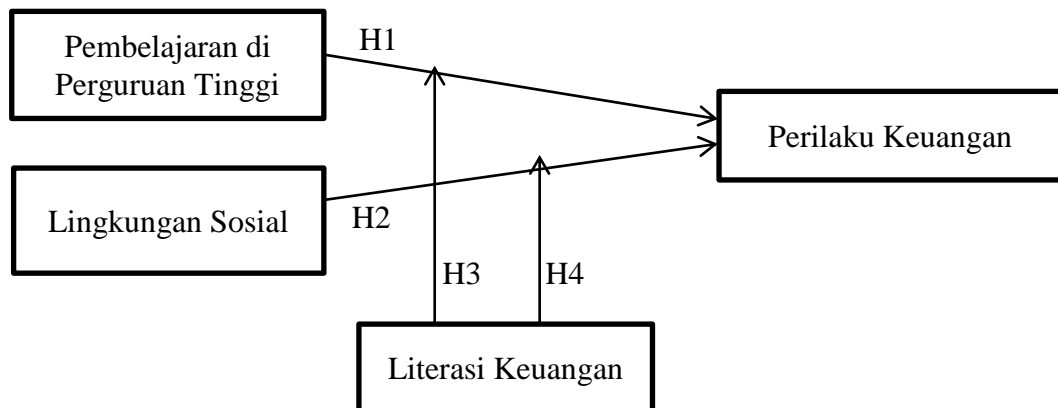 Pembelajaran di
Perguruan Tinggi
H1
Perilaku Keuangan
Lingkungan Sosial
H2
H3
H4
Literasi Keuangan